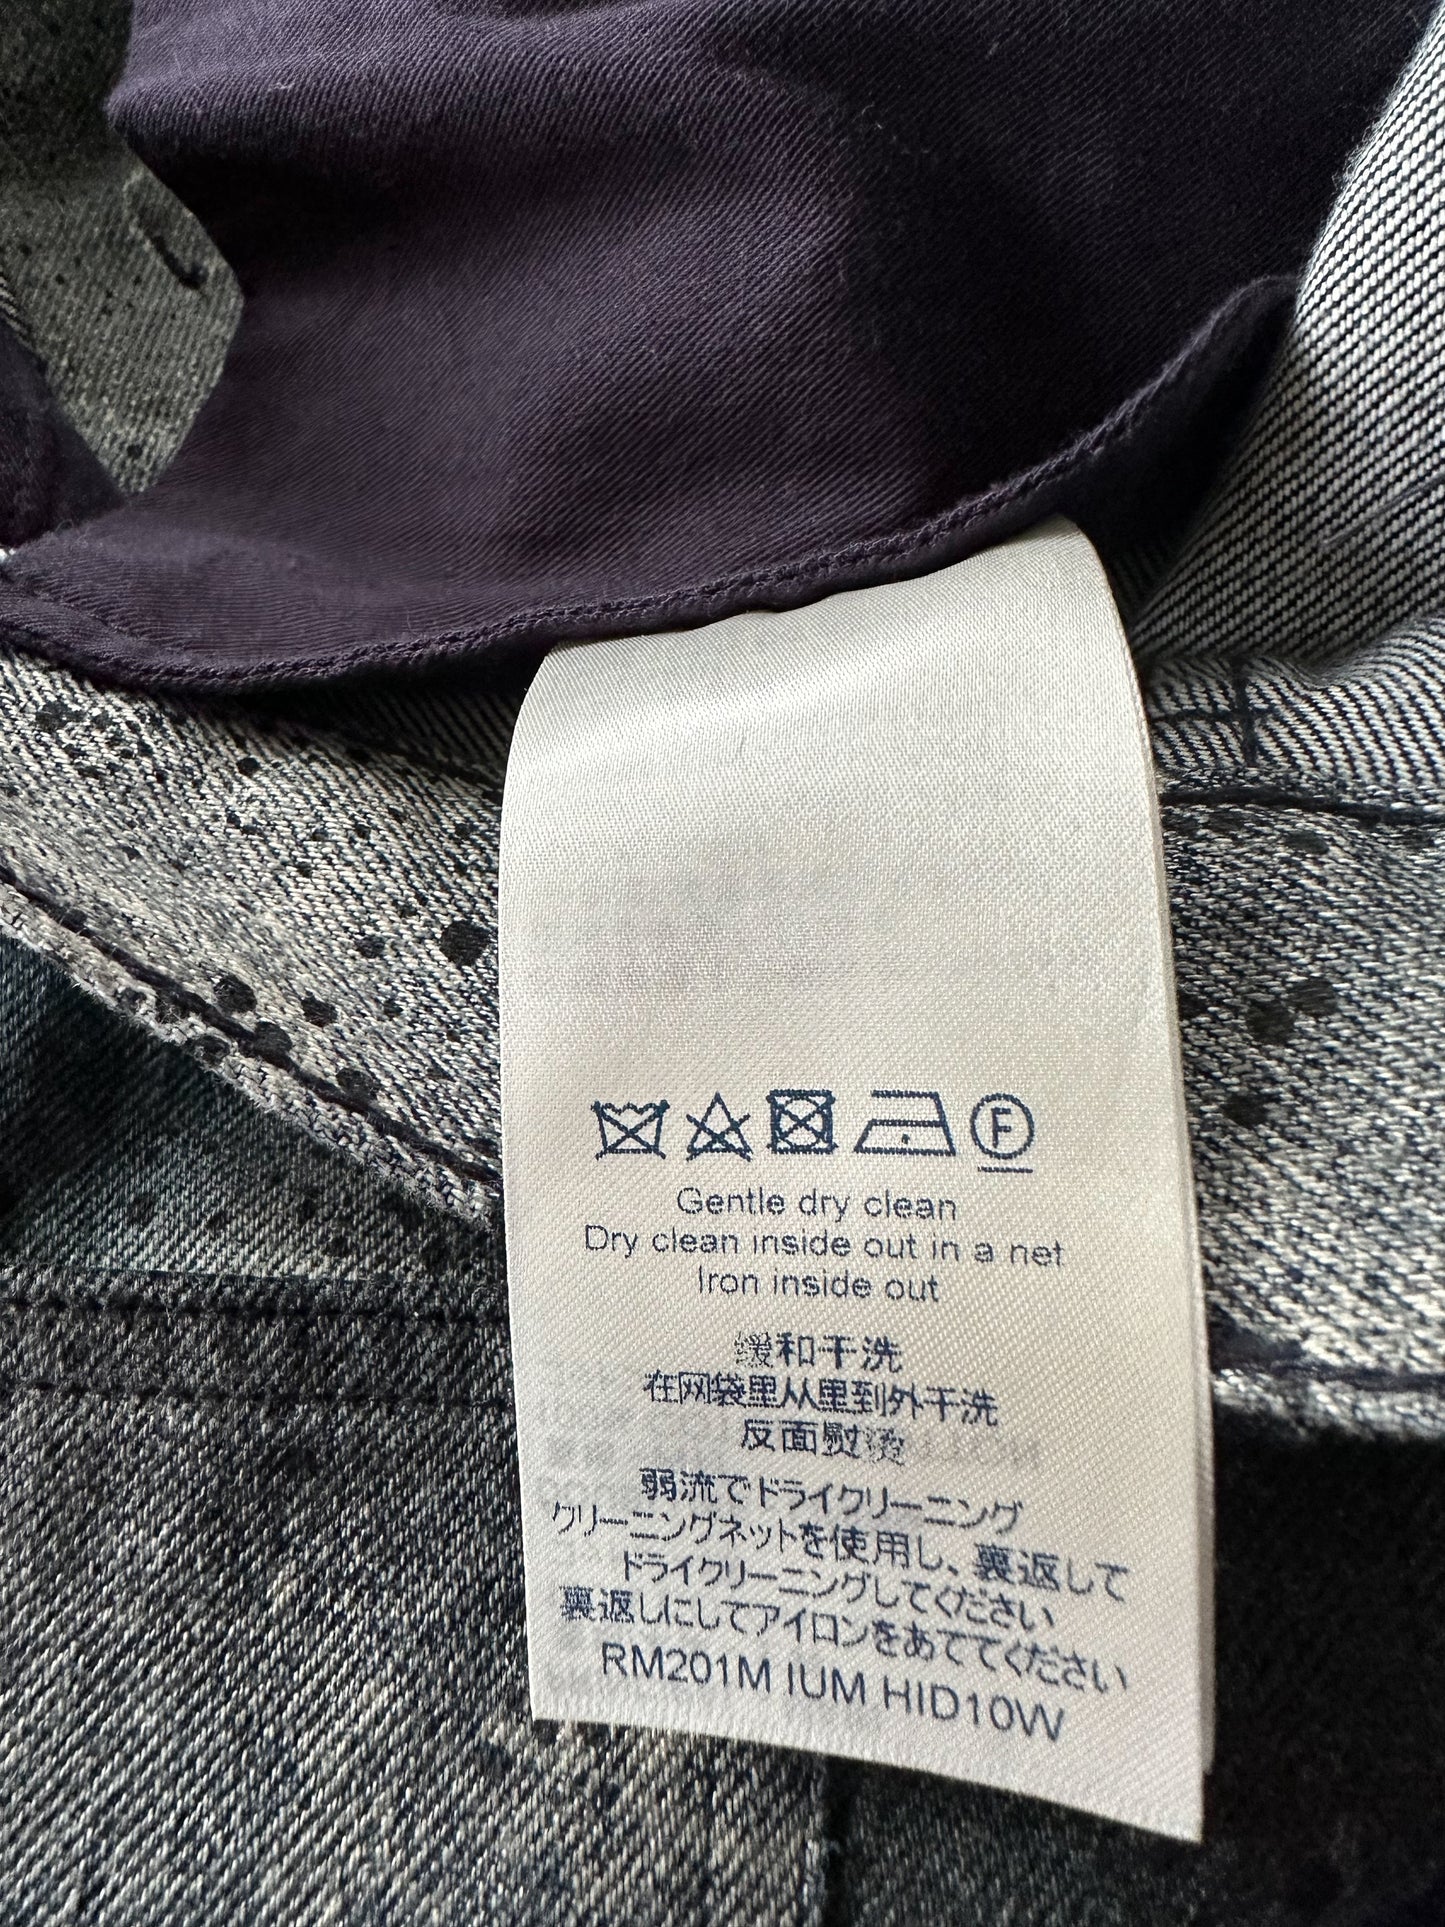 F
Gentle dry clean
Dry clean inside out in a net
Iron inside out
缓和干洗
在网袋里从里到外干洗
反面熨烫
弱流でドライクリーニング
クリーニングネットを使用し、裏返して
ドライクリーニングしてください
裏返しにしてアイロンをあててください
RM201M IUM HID10W